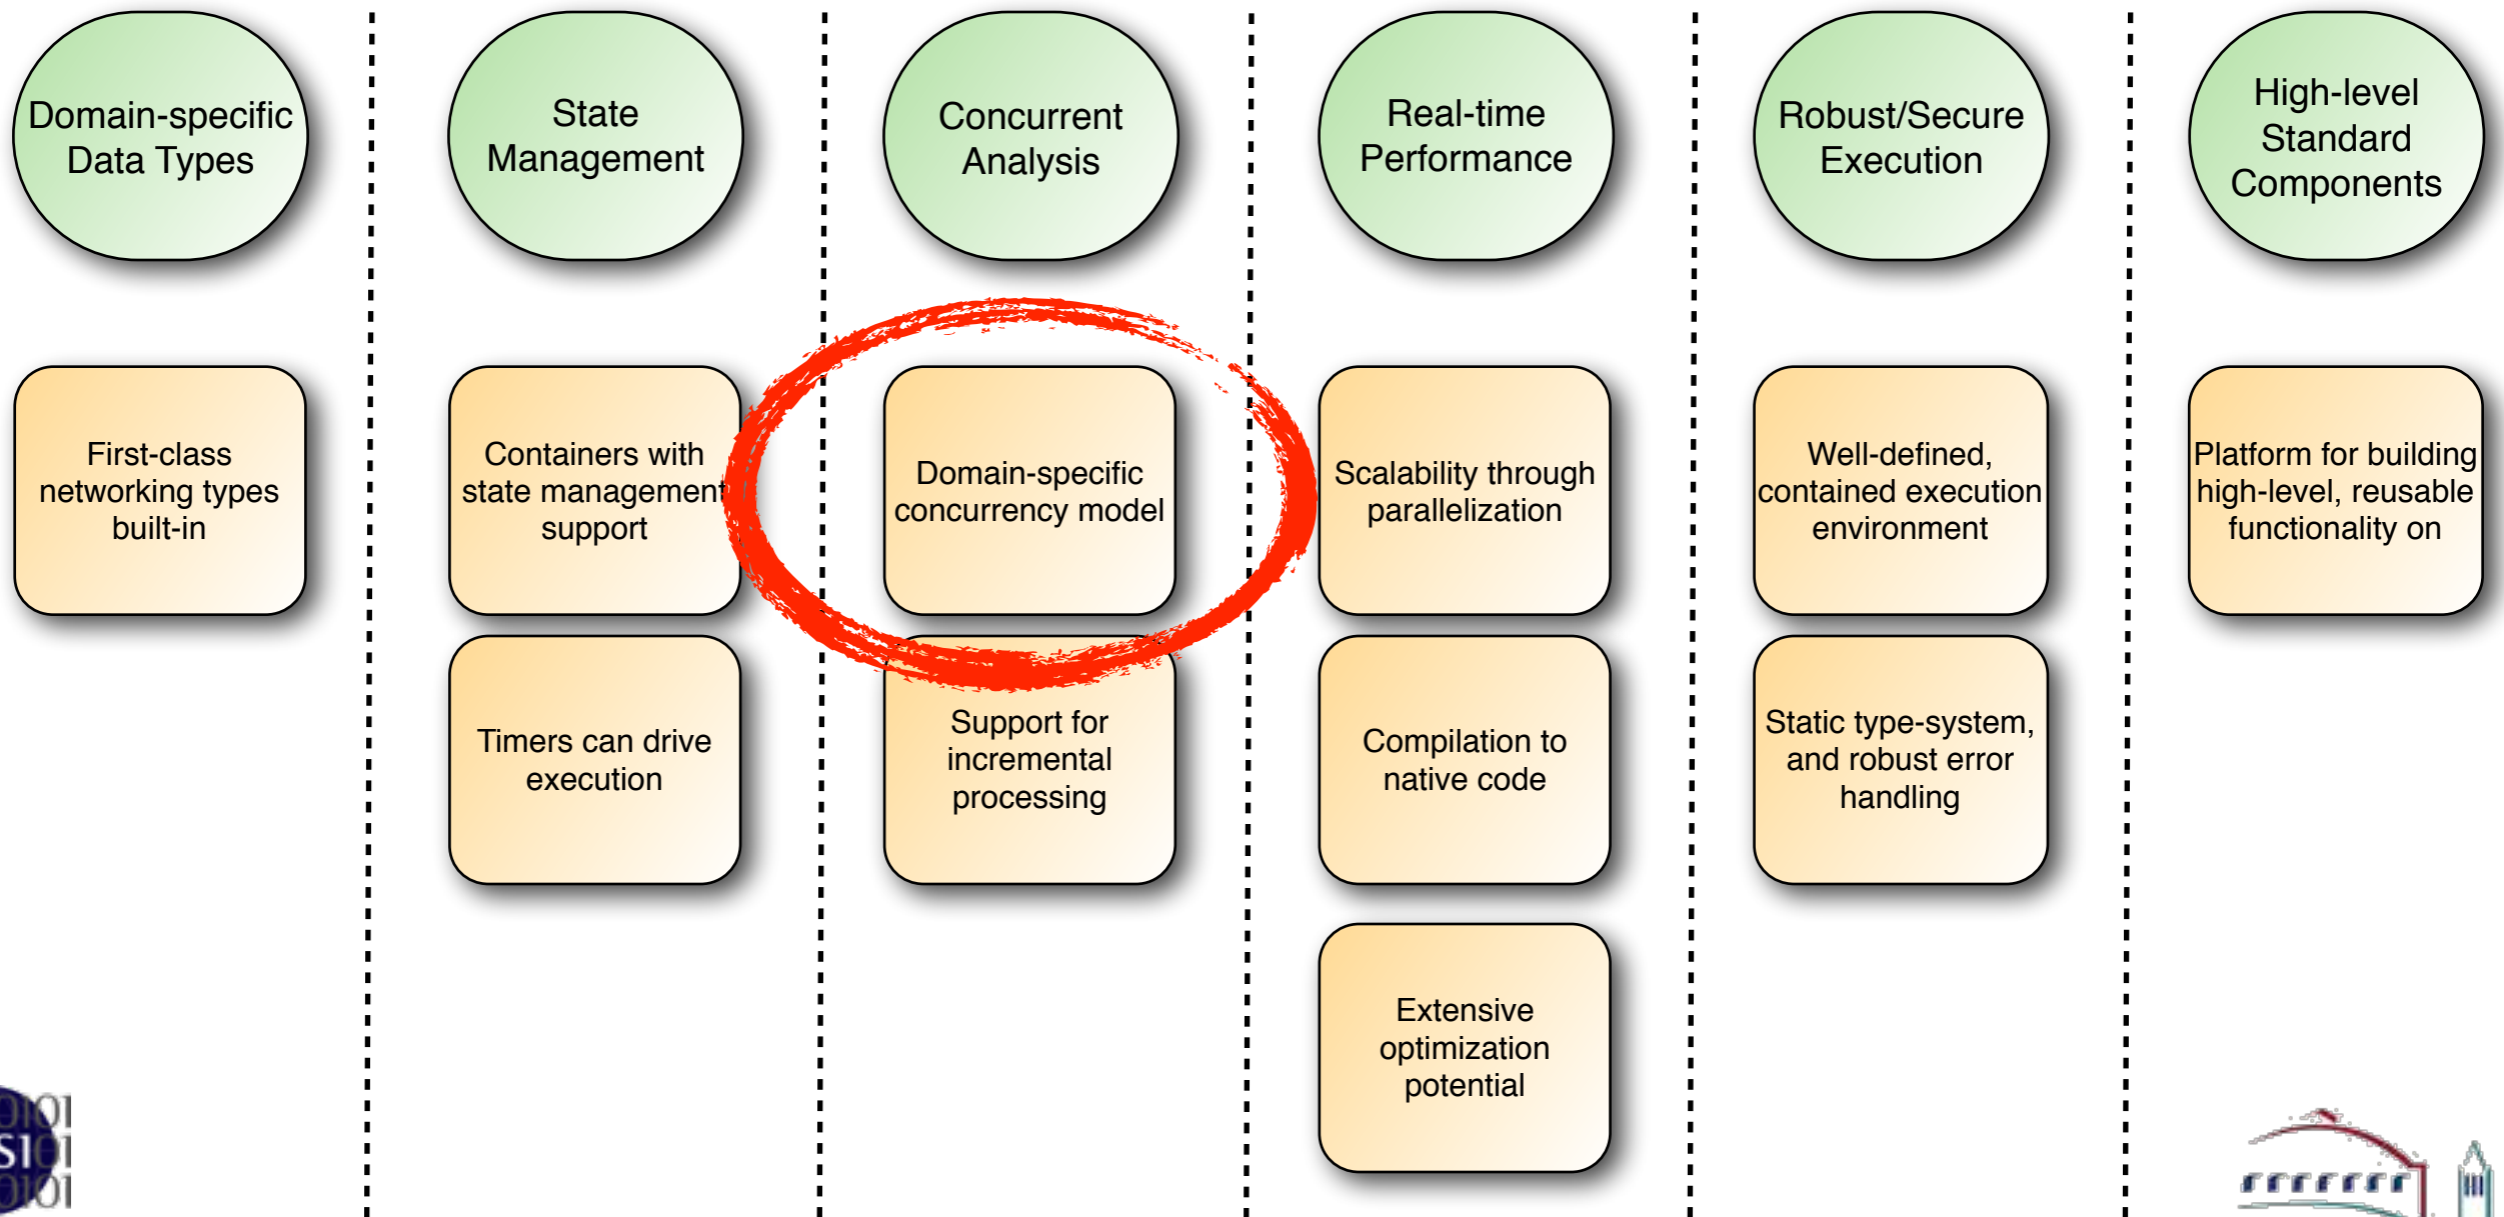 Domain-specific
Data Types
State
Management
Concurrent
Analysis
Real-time
Performance
Robust/Secure
Execution
High-level
Standard
Components
First-class
networking types
built-in
Containers with
state management
support
Domain-specific
concurrency model
Scalability through
parallelization
Well-defined,
contained execution
environment
Platform for building
high-level, reusable
functionality on
Timers can drive
execution
Support for
incremental
processing
Compilation to
native code
Static type-system,
and robust error
handling
Extensive
optimization
potential
0101
SI01
0101